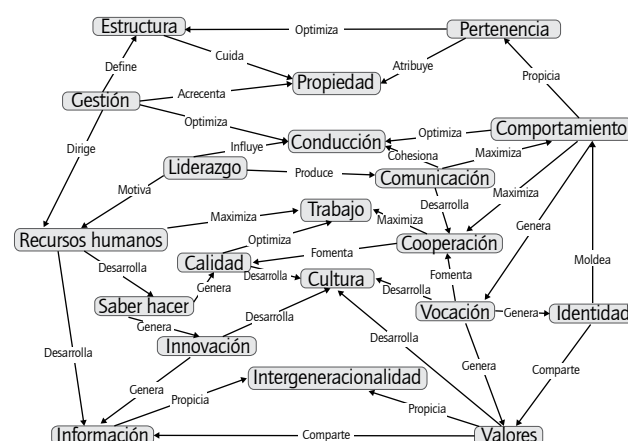 Estructura
Optimiza
Pertenencia
Define
Cuida
Atribuye
Propicia
Propiedad
Gestión
Acrecenta
Optimiza
Dirige
Influye
Conducción
Optimiza
Comportamiento
Cohesiona
Maximiza
Liderazgo
Produce
Comunicación
Motiva
Maximiza
Desarrolla
Maximiza
Trabajo
Maximiza
Genera
Recursos humanos
Optimiza
Fomenta
Cooperación
Moldea
Desarrolla
Calidad
Desarrolla
Cultura
Fomenta
Desarrolla
Genera
Saber hacer
Vocación
Genera
Identidad
Genera
Desarrolla
Desarrolla
Innovación
Desarrolla
Genera
Comparte
Intergeneracionalidad
Genera
Propicia
Propicia
Información
Comparte
Valores